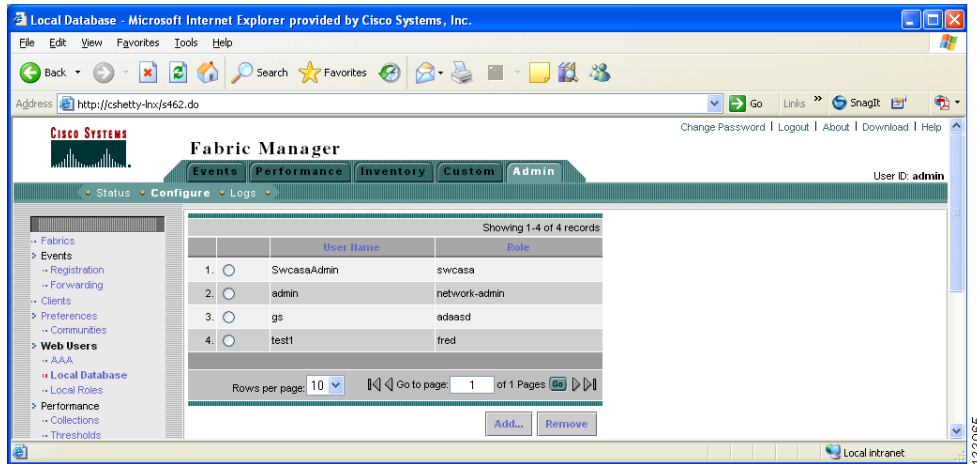 Local Database - Microsoft Internet Explorer provided by Cisco Systems, Inc.
File Edit View Favorites Tools Help
Back Search Favorites
Address http://cshetty-lnx/s462.do Go Links » SnagIt
Change Password | Logout | About | Download | Help
CISCO SYSTEMS
Fabric Manager
Events Performance Inventory Custom Admin
User ID: admin
Status Configure Logs
Fabrics
Events
Registration
Forwarding
Clients
Preferences
Communities
Web Users
AAA
Local Database
Local Roles
Performance
Collections
Thresholds
Showing 1-4 of 4 records
User Name Role
1. SwcasaAdmin swcasa
2. admin network-admin
3. gs adaasd
4. test1 fred
Rows per page: 10 Go to page: 1 of 1 Pages Go
Add... Remove
Local intranet